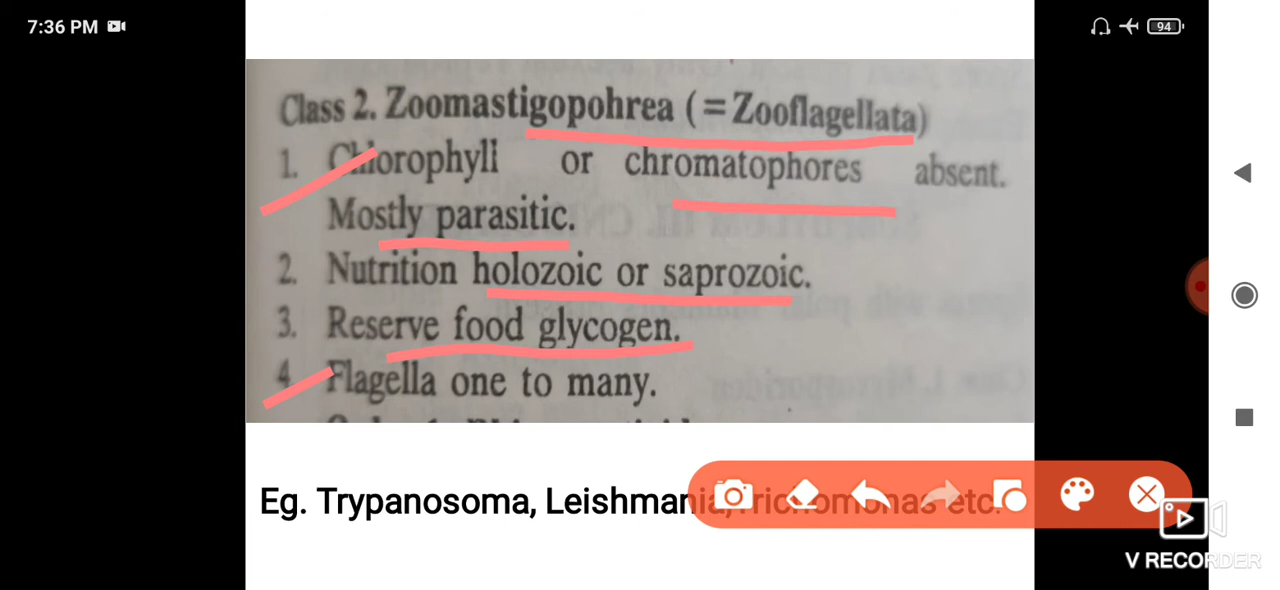 7:36 PM
94
Class 2. Zoomastigopohrea (= Zooflagellata)
1. Chlorophyll or chromatophores absent.
Mostly parasitic.
2. Nutrition holozoic or saprozoic.
3. Reserve food glycogen.
4. Flagella one to many.
Eg. Trypanosoma, Leishmania, Trichomonas etc.
V RECORDER